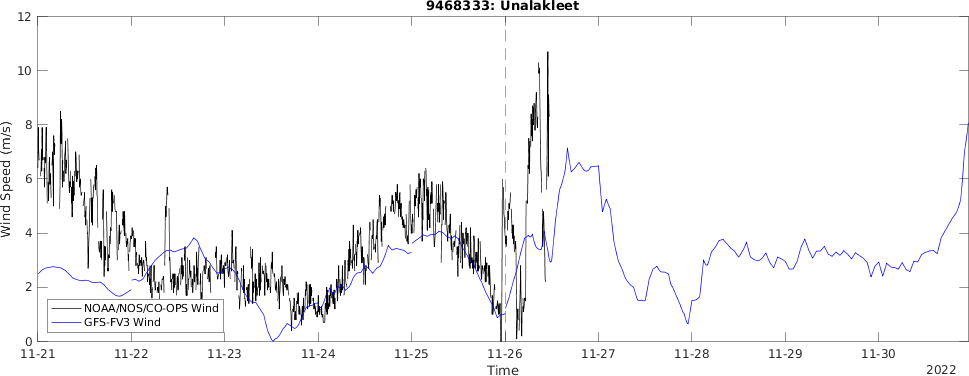 9468333: Unalakleet
12
10
8
6
4
2
0
Wind Speed (m/s)
NOAA/NOS/CO-OPS Wind
GFS-FV3 Wind
11-21 11-22 11-23 11-24 11-25 11-26 11-27 11-28 11-29 11-30
Time
2022